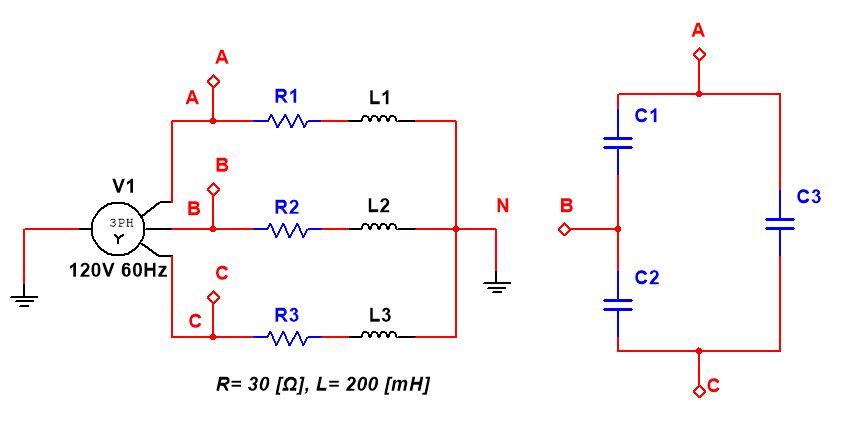 A
A
R1
L1
B
B
R2
L2
N
V1
3PH
Y
120V 60Hz
C
C
R3
L3
R= 30 [Ω], L= 200 [mH]
A
C1
C3
B
C2
C